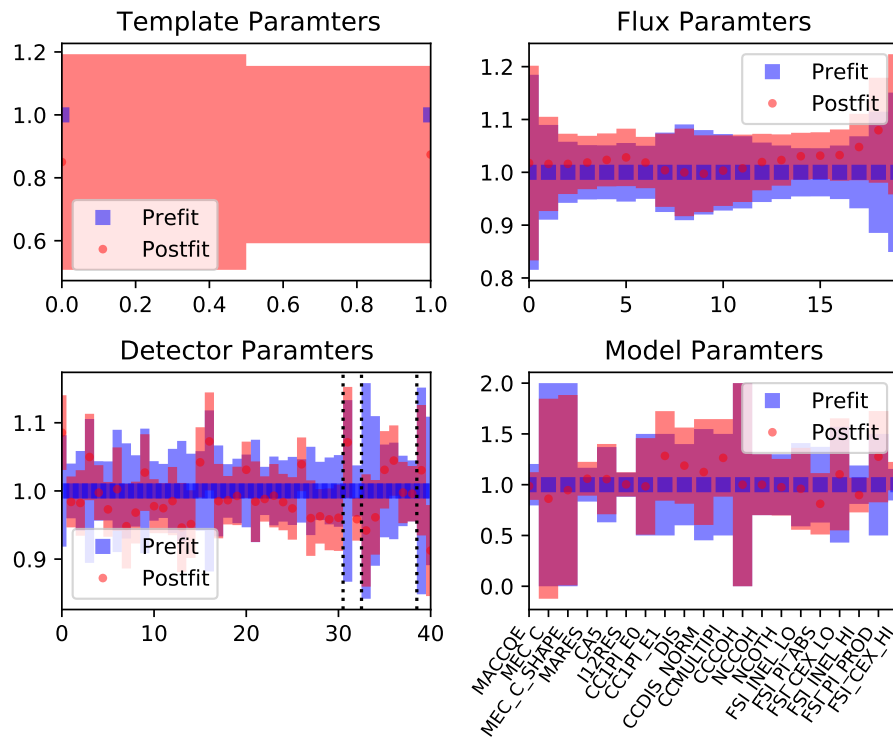 Template Paramters
1.2
1.0
0.8
0.6
Prefit
Postfit
0.0 0.2 0.4 0.6 0.8 1.0
Flux Paramters
1.2
1.1
1.0
0.9
0.8
Prefit
Postfit
0 5 10 15
Detector Paramters
1.1
1.0
0.9
Prefit
Postfit
0 10 20 30 40
Model Paramters
2.0
1.5
1.0
0.5
0.0
Prefit
Postfit
MACCQE
MEC_C
MEC_C_SHAPE
MARES
CA5
I12RES
CC1PI_E0
CC1PI_E1
DIS
CCDIS_NORM
CCMULTIPI
CCCOH
NCCOH
NCOTH
FSI_INEL_LO
FSI_PI_ABS
FSI_CEX_LO
FSI_INEL_HI
FSI_PI_PROD
FSI_CEX_HI